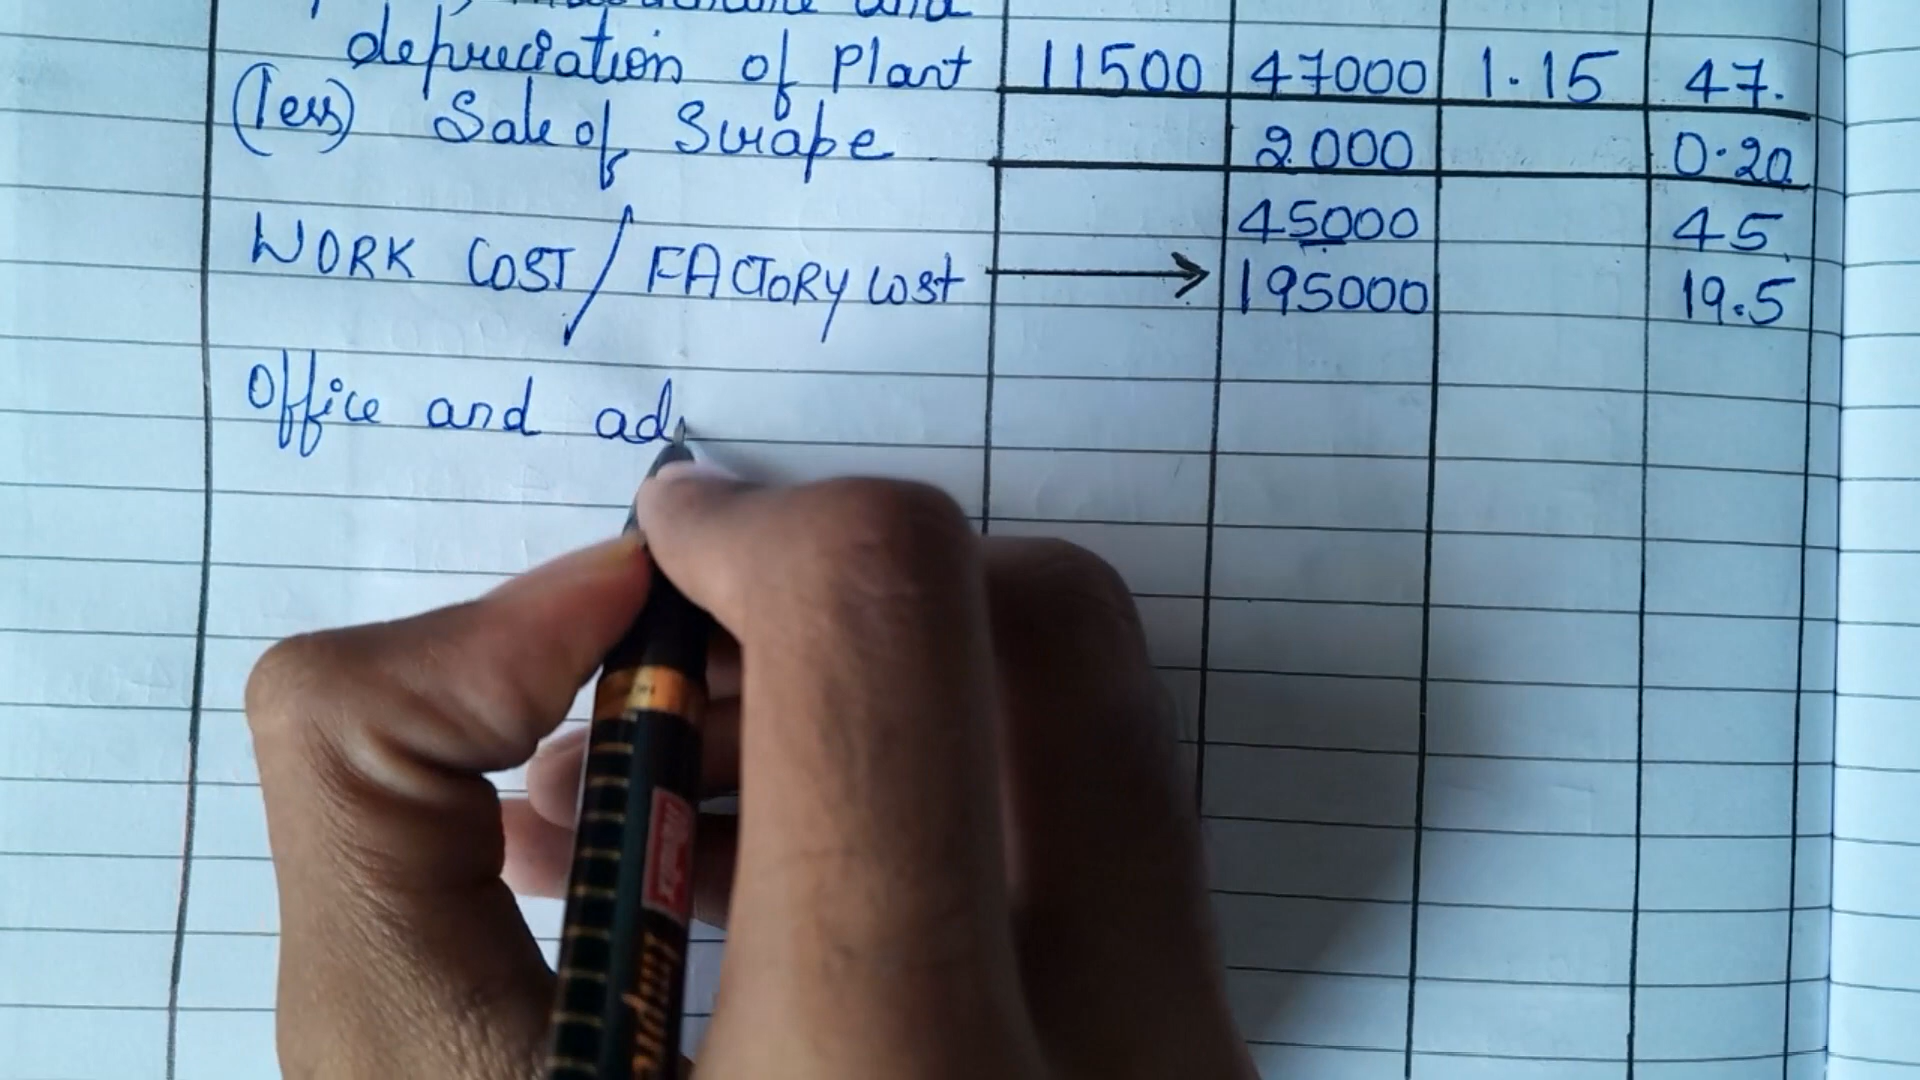 and
depreciation of Plant 11500 47000 1.15 47.
(less) Sale of Scrape 2000 0.20
45000 45
WORK COST / FACTORY Cost → 195000 19.5
Office and ad